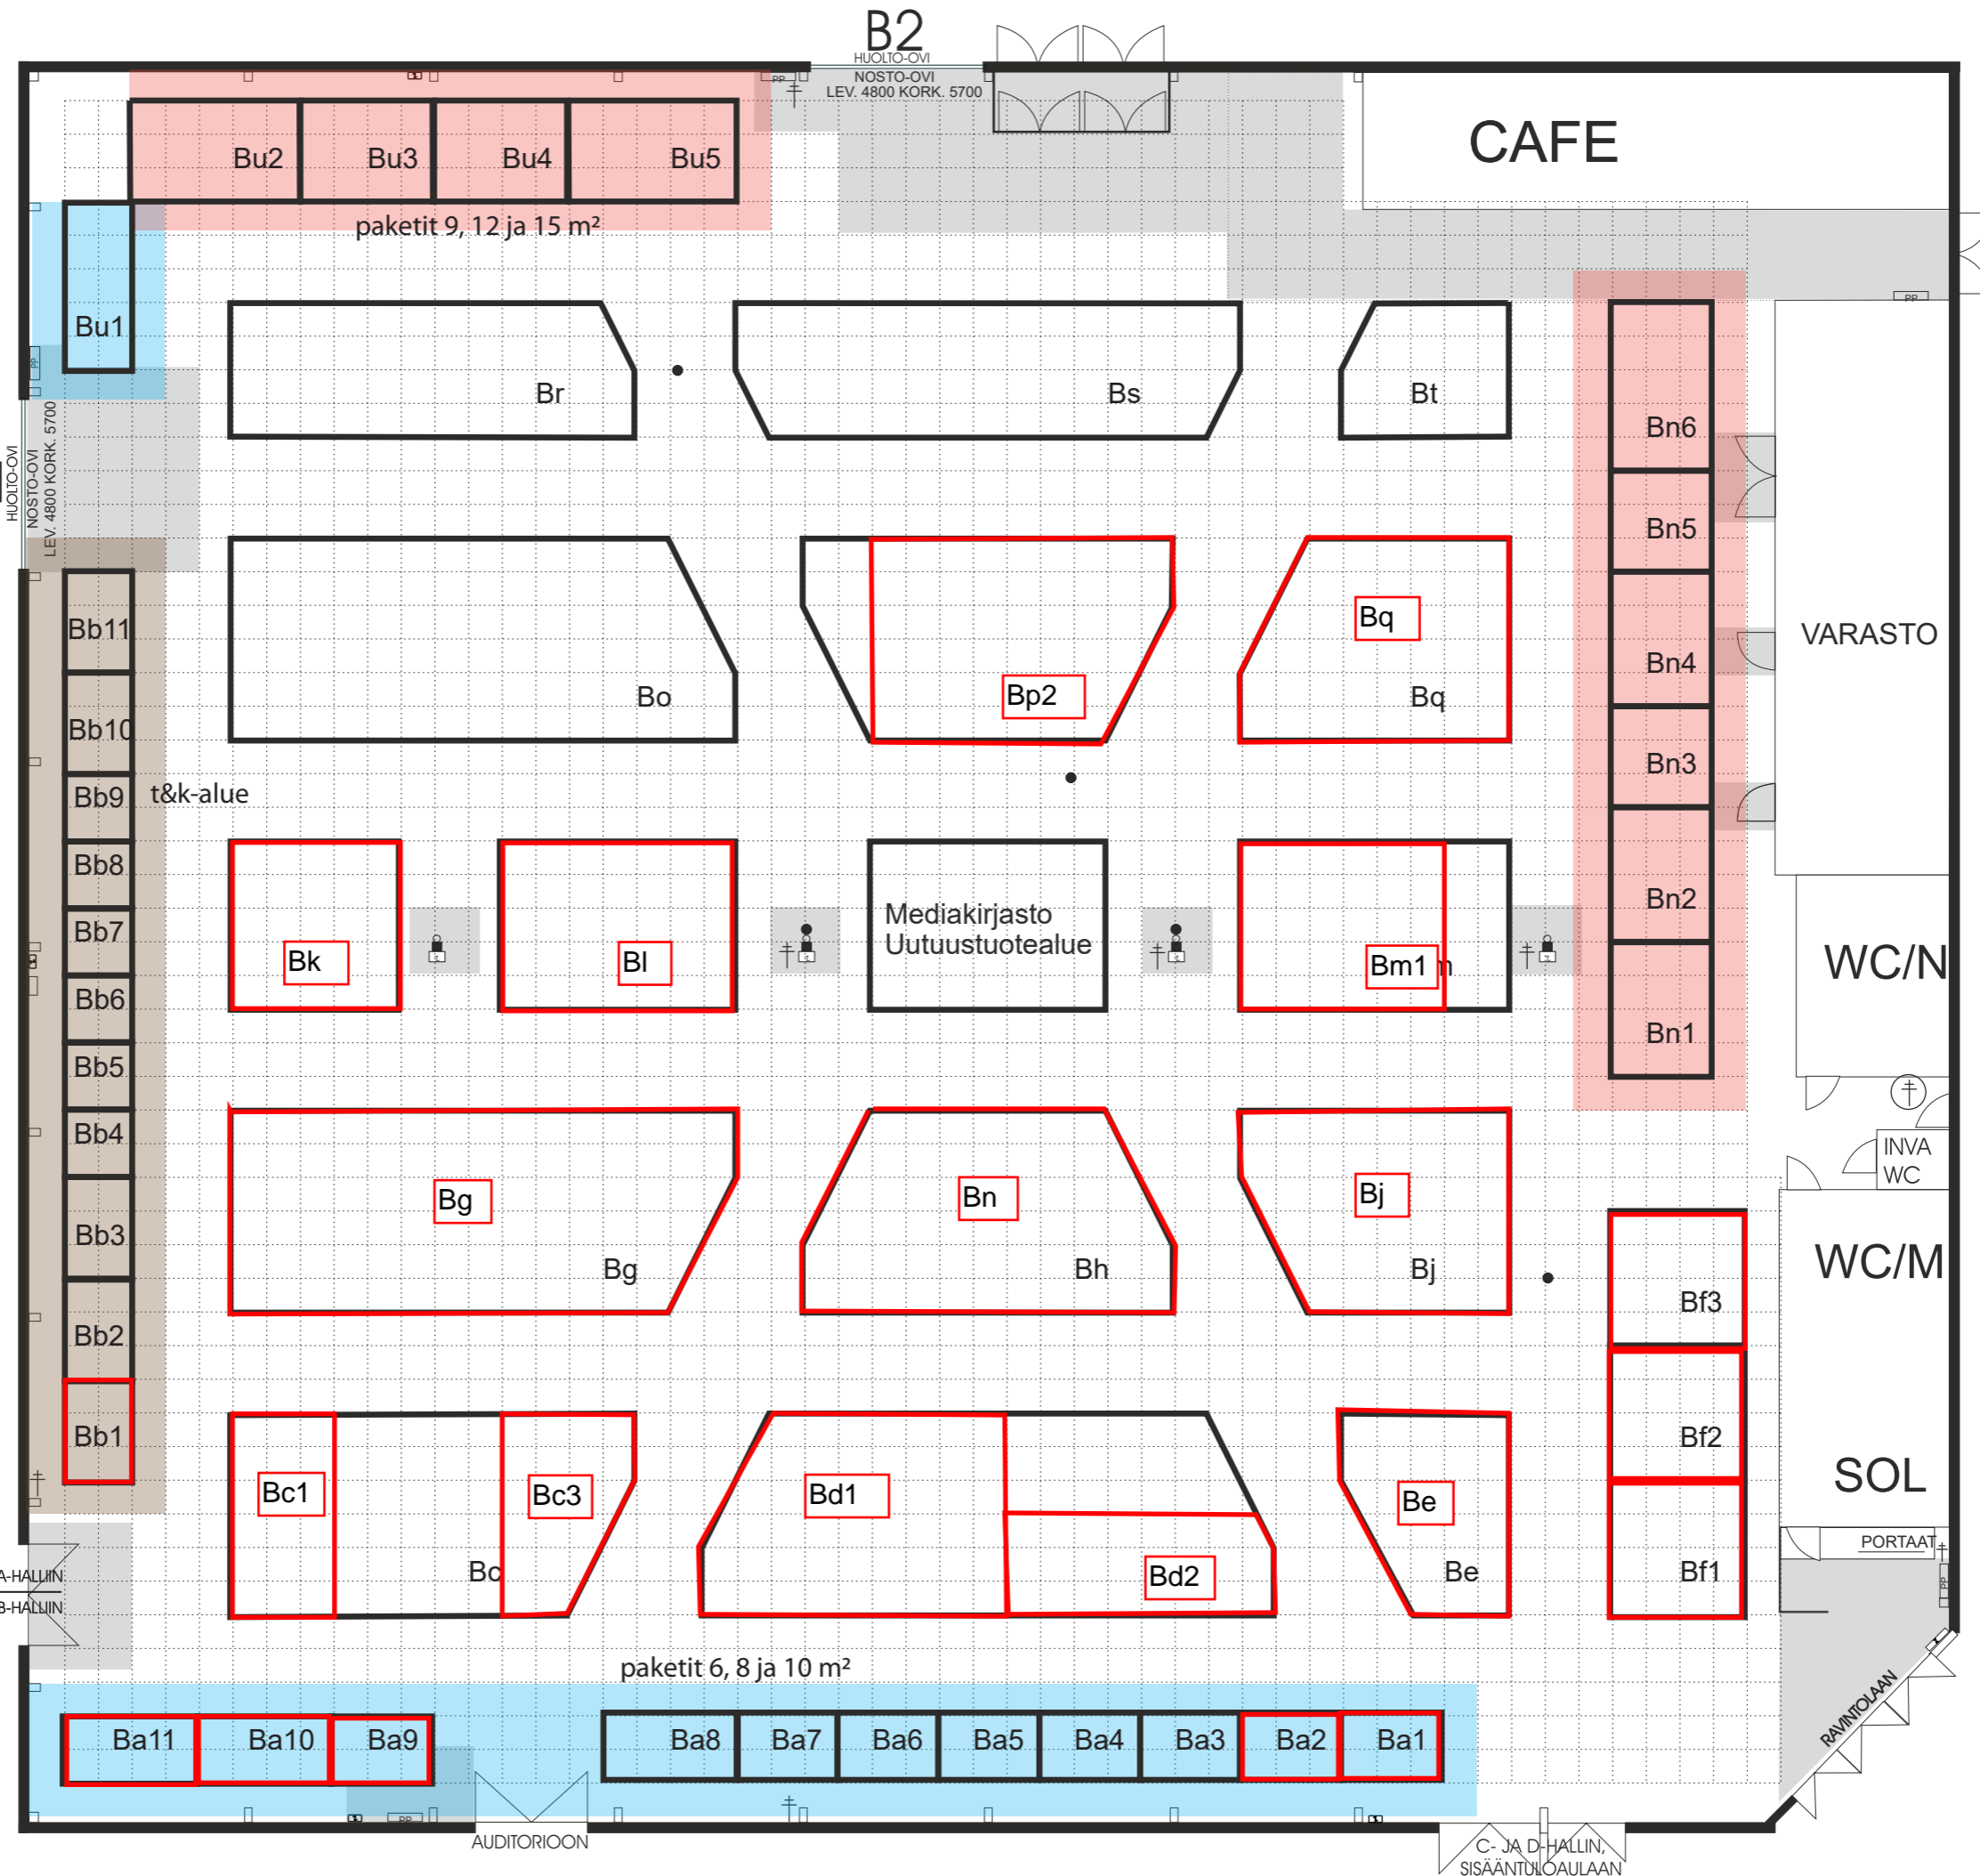 B2
HUOLTO-OVI
NOSTO-OVI
LEV. 4800 KORK. 5700
PP
CAFE
Bu2
Bu3
Bu4
Bu5
paketit 9, 12 ja 15 m²
Bu1
PP
PP
Br
Bs
Bt
HUOLTO-OVI
NOSTO-OVI
LEV. 4800 KORK. 5700
Bn6
Bn5
Bn4
Bn3
Bn2
Bn1
VARASTO
Bo
Bp2
Bq
Bq
Bb11
Bb10
Bb9
Bb8
Bb7
Bb6
Bb5
Bb4
Bb3
Bb2
Bb1
t&k-alue
Bk
Bl
Mediakirjasto
Uutuustuotealue
Bm1
WC/N
INVA
WC
Bg
Bg
Bn
Bh
Bj
Bj
WC/M
SOL
Bf3
Bf2
Bf1
PORTAAT
PP
Bc1
Bc
Bc3
Bd1
Bd2
Be
Be
A-HALLIIN
B-HALLIIN
RAVINTOLAAN
paketit 6, 8 ja 10 m²
Ba11
Ba10
Ba9
Ba8
Ba7
Ba6
Ba5
Ba4
Ba3
Ba2
Ba1
PP
AUDITORIOON
C- JA D-HALLIN,
SISÄÄNTULOAULAAN